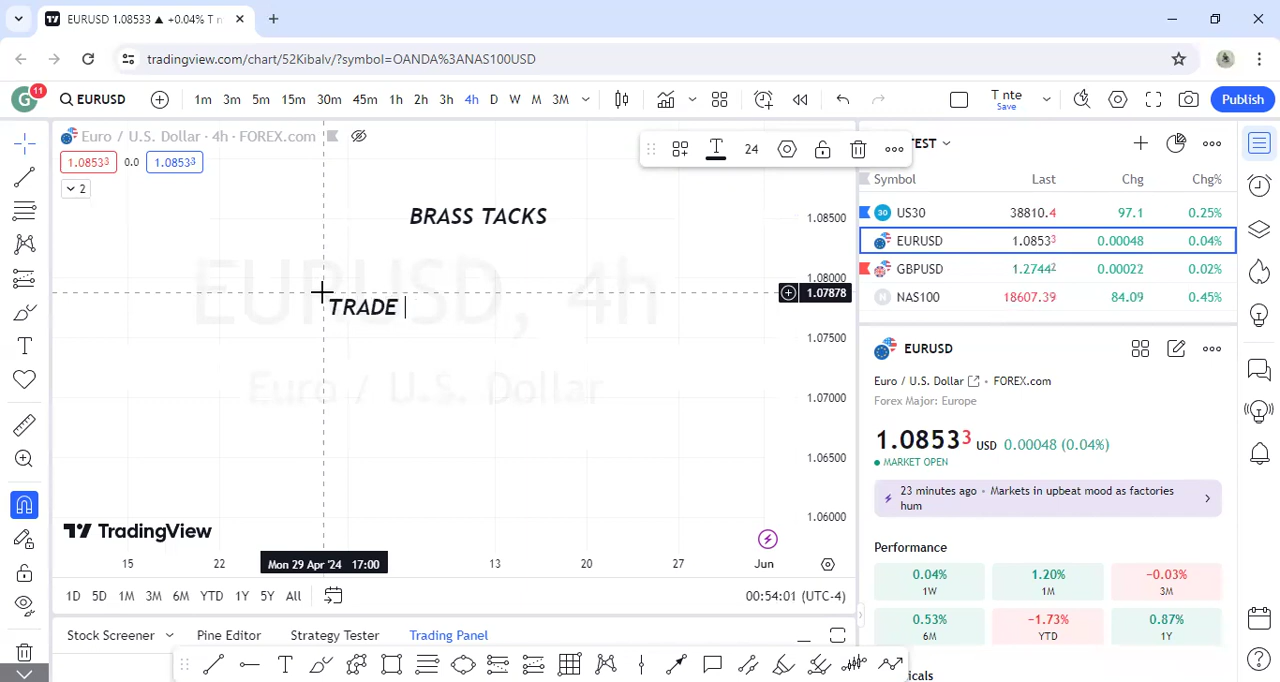 EURUSD 1.08533 ▲ +0.04% T n
tradingview.com/chart/52Kibalv/?symbol=OANDA%3ANAS100USD
G 11 EURUSD 1m 3m 5m 15m 30m 45m 1h 2h 3h 4h D W M 3M T nte Save Publish
Euro / U.S. Dollar · 4h · FOREX.com
1.08533 0.0 1.08533
2
T 24
TEST
Symbol Last Chg Chg%
30 US30 38810.4 97.1 0.25%
EURUSD 1.08533 0.00048 0.04%
GBPUSD 1.27442 0.00022 0.02%
N NAS100 18607.39 84.09 0.45%
BRASS TACKS
TRADE
EURUSD, 4h
Euro / U.S. Dollar
1.08500
1.08000
1.07878
1.07500
1.07000
1.06500
1.06000
TradingView
15 22 Mon 29 Apr '24 17:00 13 20 27 Jun
1D 5D 1M 3M 6M YTD 1Y 5Y All 00:54:01 (UTC-4)
Stock Screener Pine Editor Strategy Tester Trading Panel
EURUSD
Euro / U.S. Dollar • FOREX.com
Forex Major: Europe
1.08533 USD 0.00048 (0.04%)
MARKET OPEN
23 minutes ago • Markets in upbeat mood as factories
hum
Performance
0.04% 1.20% −0.03%
1W 1M 3M
0.53% −1.73% 0.87%
6M YTD 1Y